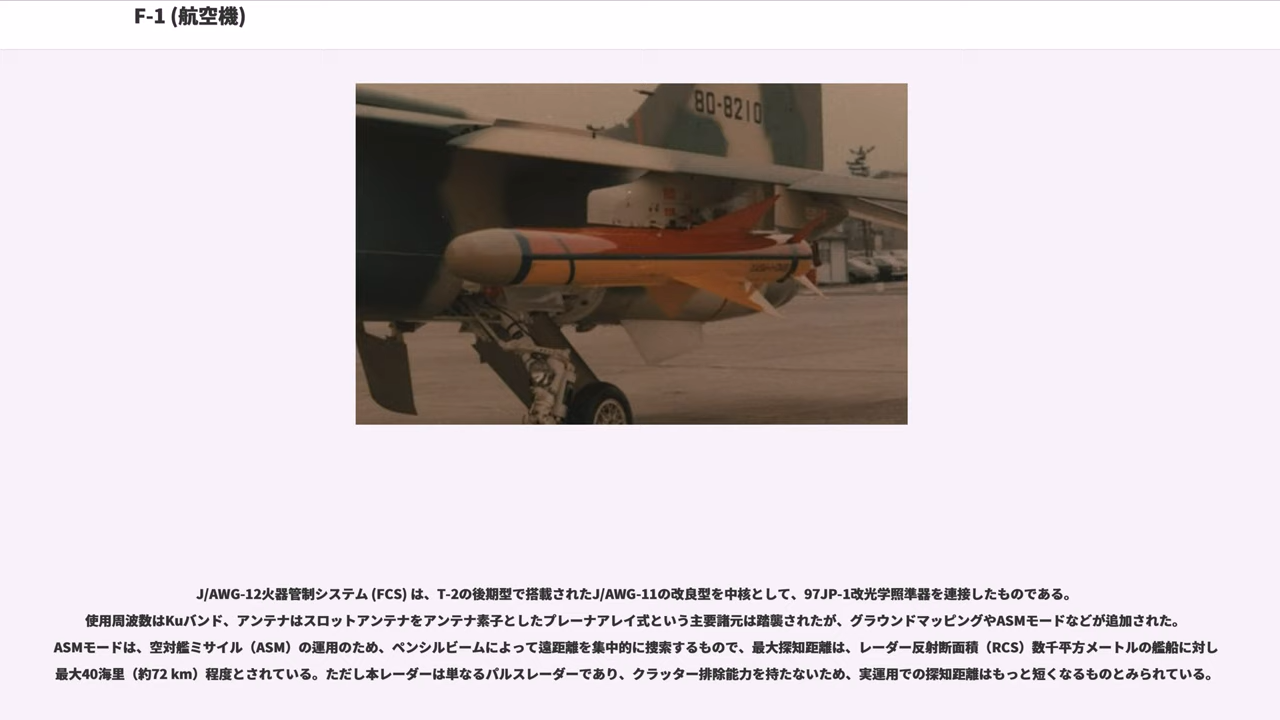 F-1 (航空機)
80-8210
J/AWG-12火器管制システム (FCS) は、T-2の後期型で搭載されたJ/AWG-11の改良型を中核として、97JP-1改光学照準器を連接したものである。
使用周波数はKuバンド、アンテナはスロットアンテナをアンテナ素子としたプレーナアレイ式という主要諸元は踏襲されたが、グラウンドマッピングやASMモードなどが追加された。
ASMモードは、空対艦ミサイル（ASM）の運用のため、ペンシルビームによって遠距離を集中的に捜索するもので、最大探知距離は、レーダー反射断面積（RCS）数千平方メートルの艦船に対し
最大40海里（約72 km）程度とされている。ただし本レーダーは単なるパルスレーダーであり、クラッター排除能力を持たないため、実運用での探知距離はもっと短くなるものとみられている。